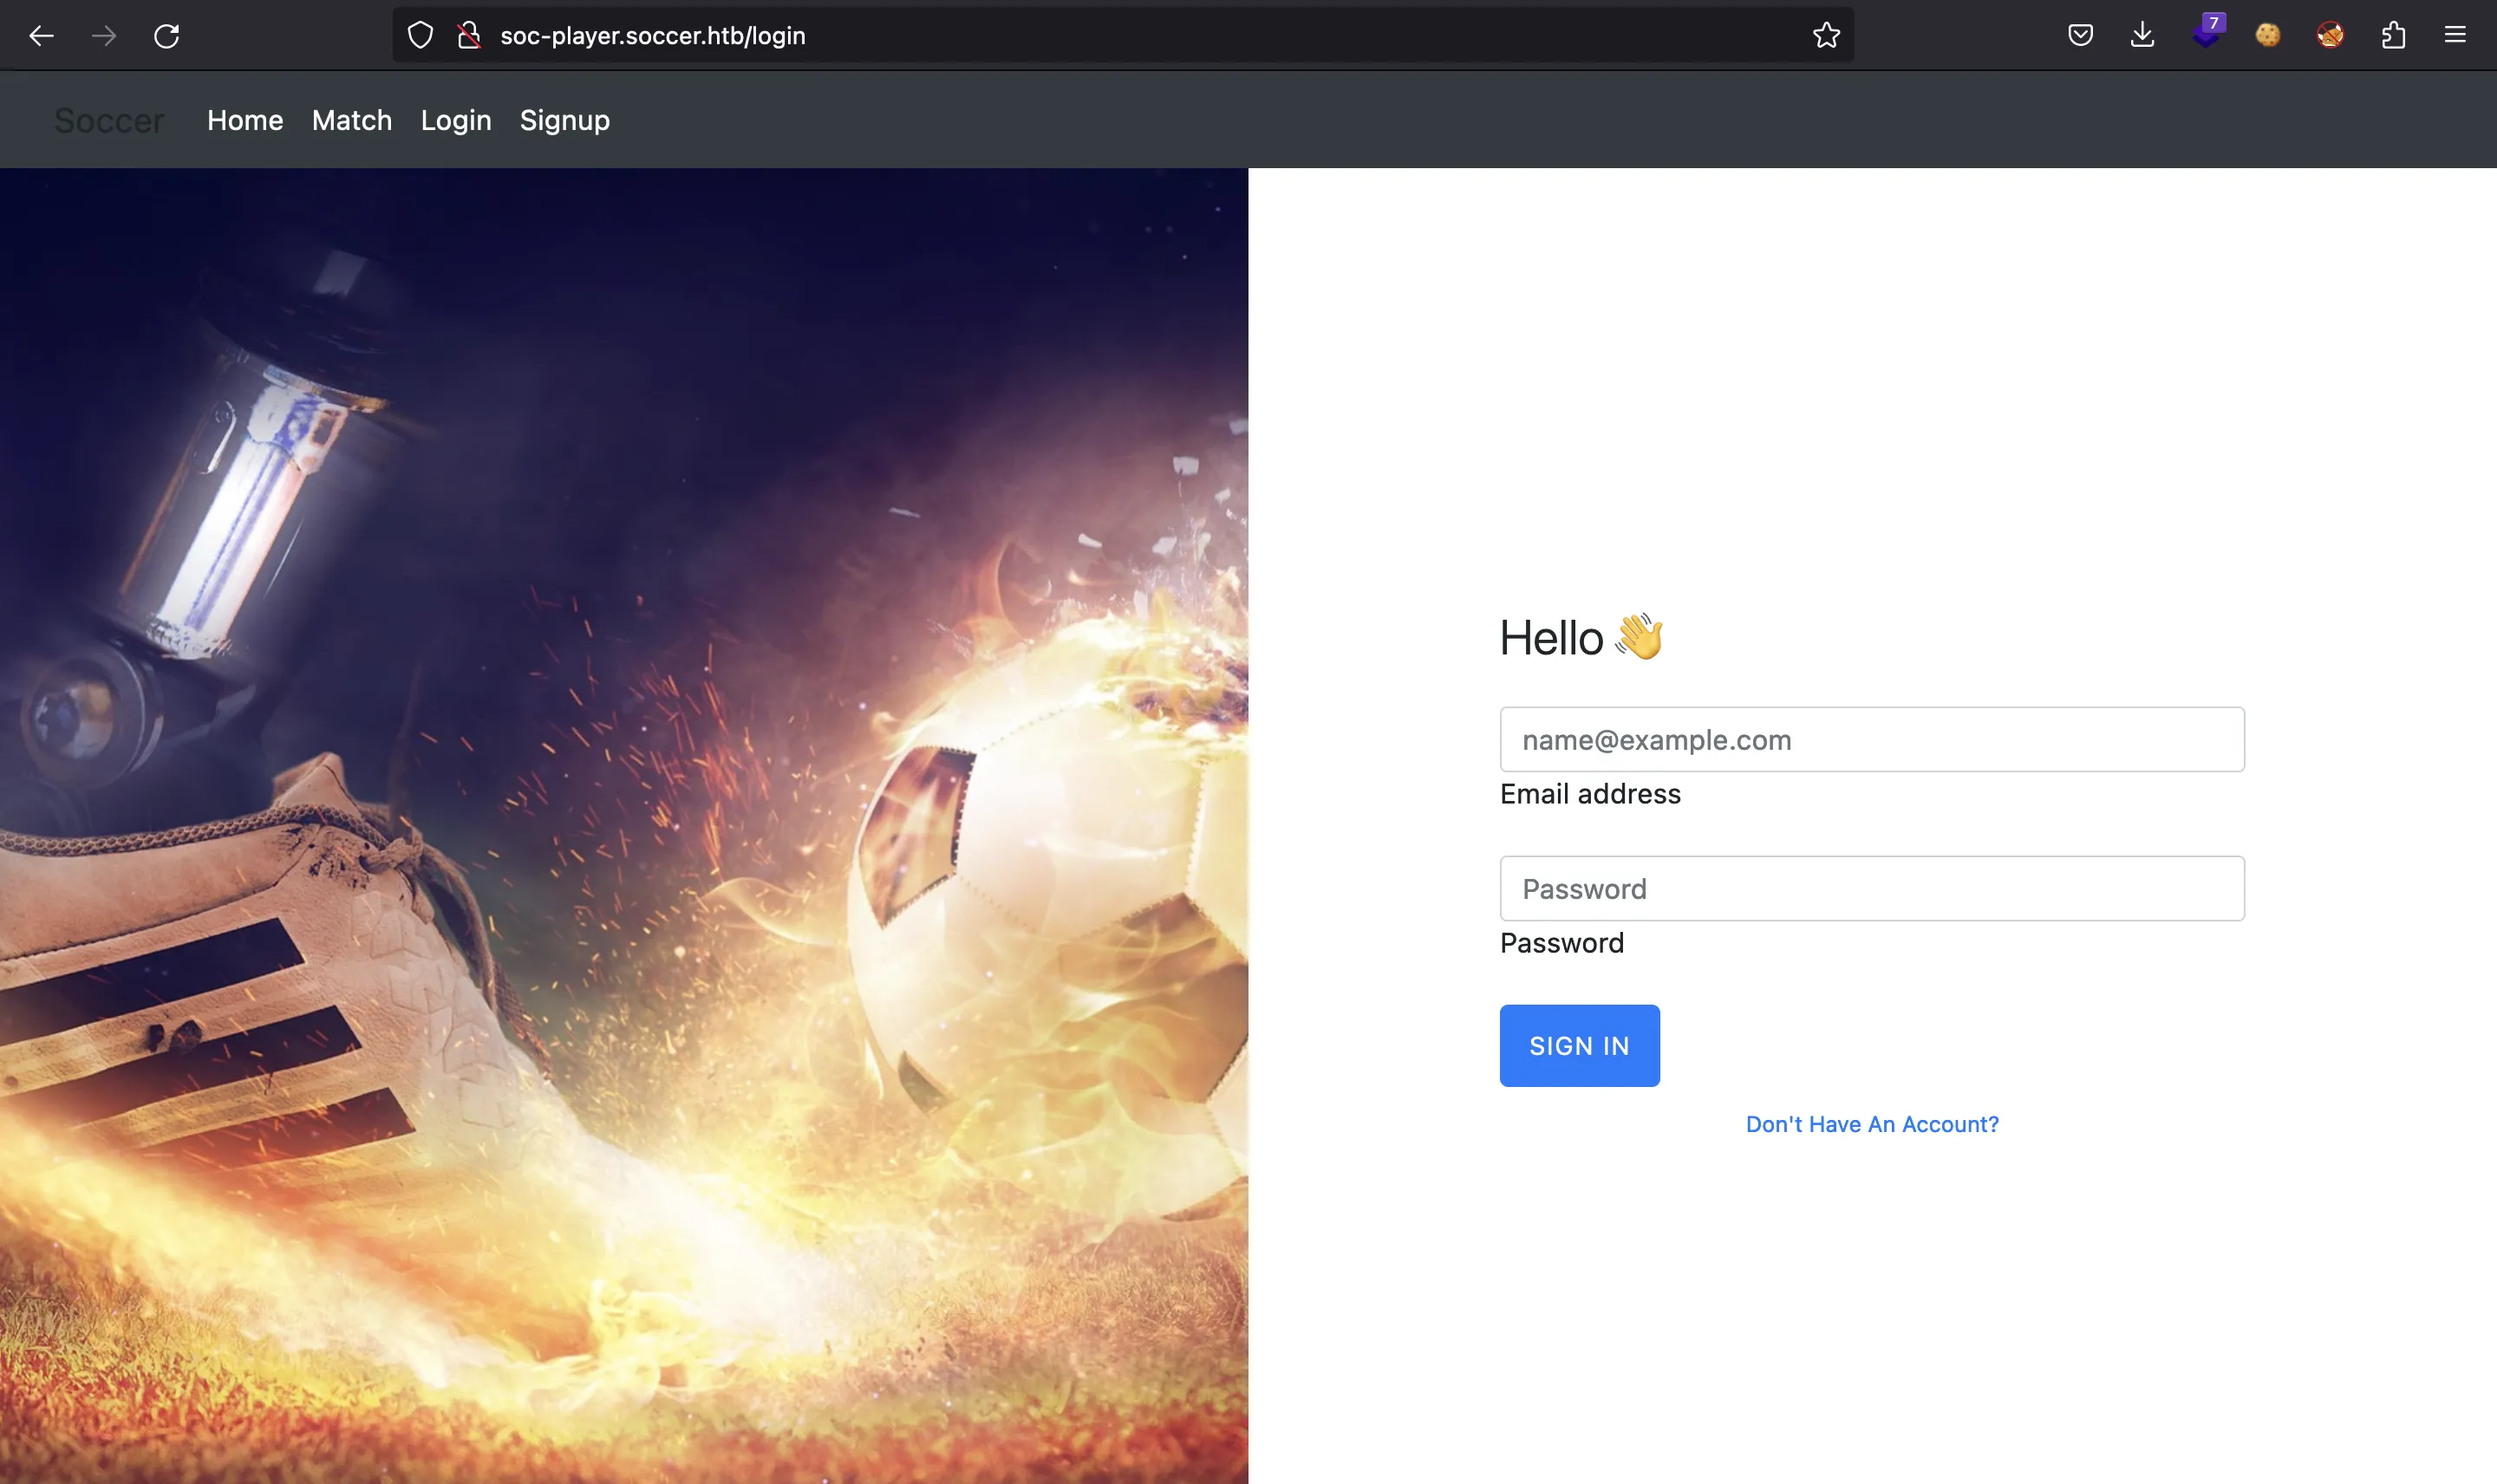 soc-player.soccer.htb/login
7
Soccer Home Match Login Signup
Hello 👋
name@example.com
Email address
Password
Password
SIGN IN
Don't Have An Account?